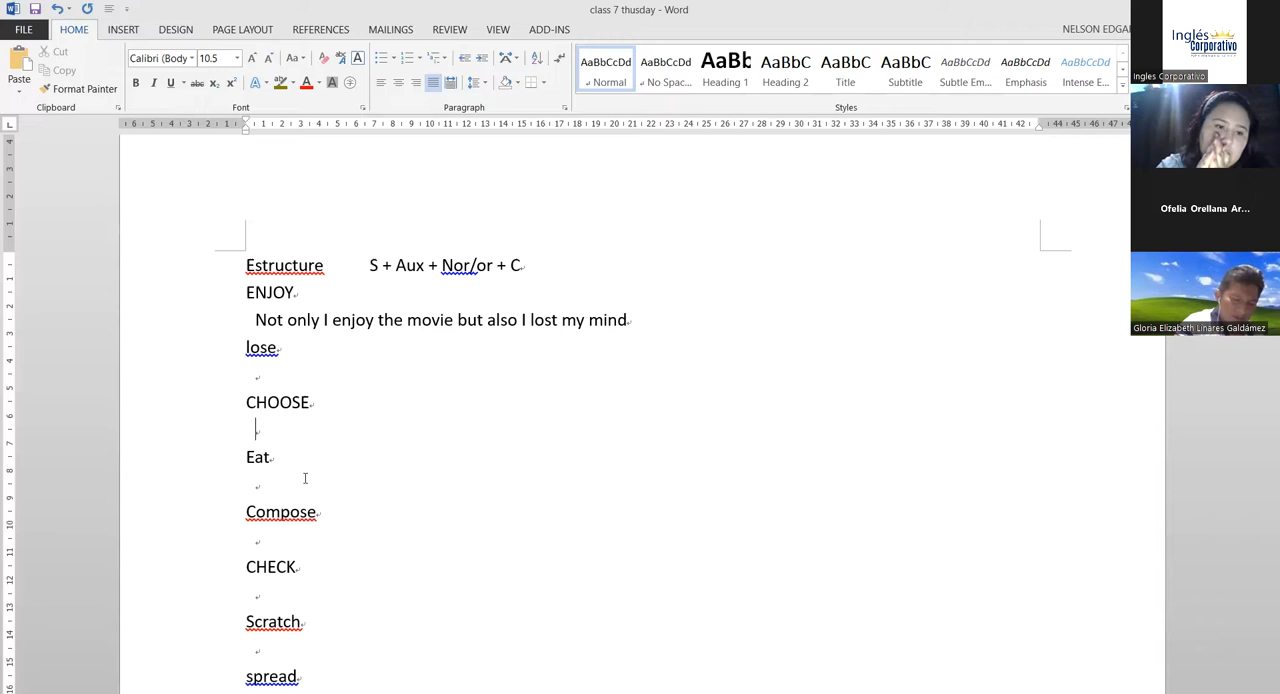 class 7 thusday - Word
FILE HOME INSERT DESIGN PAGE LAYOUT REFERENCES MAILINGS REVIEW VIEW ADD-INS NELSON EDGAR
Paste
Cut
Copy
Format Painter
Calibri (Body 10.5
AaBbCcDd AaBbCcDd AaBb AaBbC AaBbC AaBbC AaBbCcDd AaBbCcDd AaBbCcDd
Normal No Spac... Heading 1 Heading 2 Title Subtitle Subtle Em... Emphasis Intense E...
Clipboard Font Paragraph Styles
Inglés
Corporativo
Ingles Corporativo
Ofelia Orellana Ar...
Gloria Elizabeth Linares Galdámez
Estructure S + Aux + Nor/or + C
ENJOY
Not only I enjoy the movie but also I lost my mind
lose
CHOOSE
Eat
Compose
CHECK
Scratch
spread